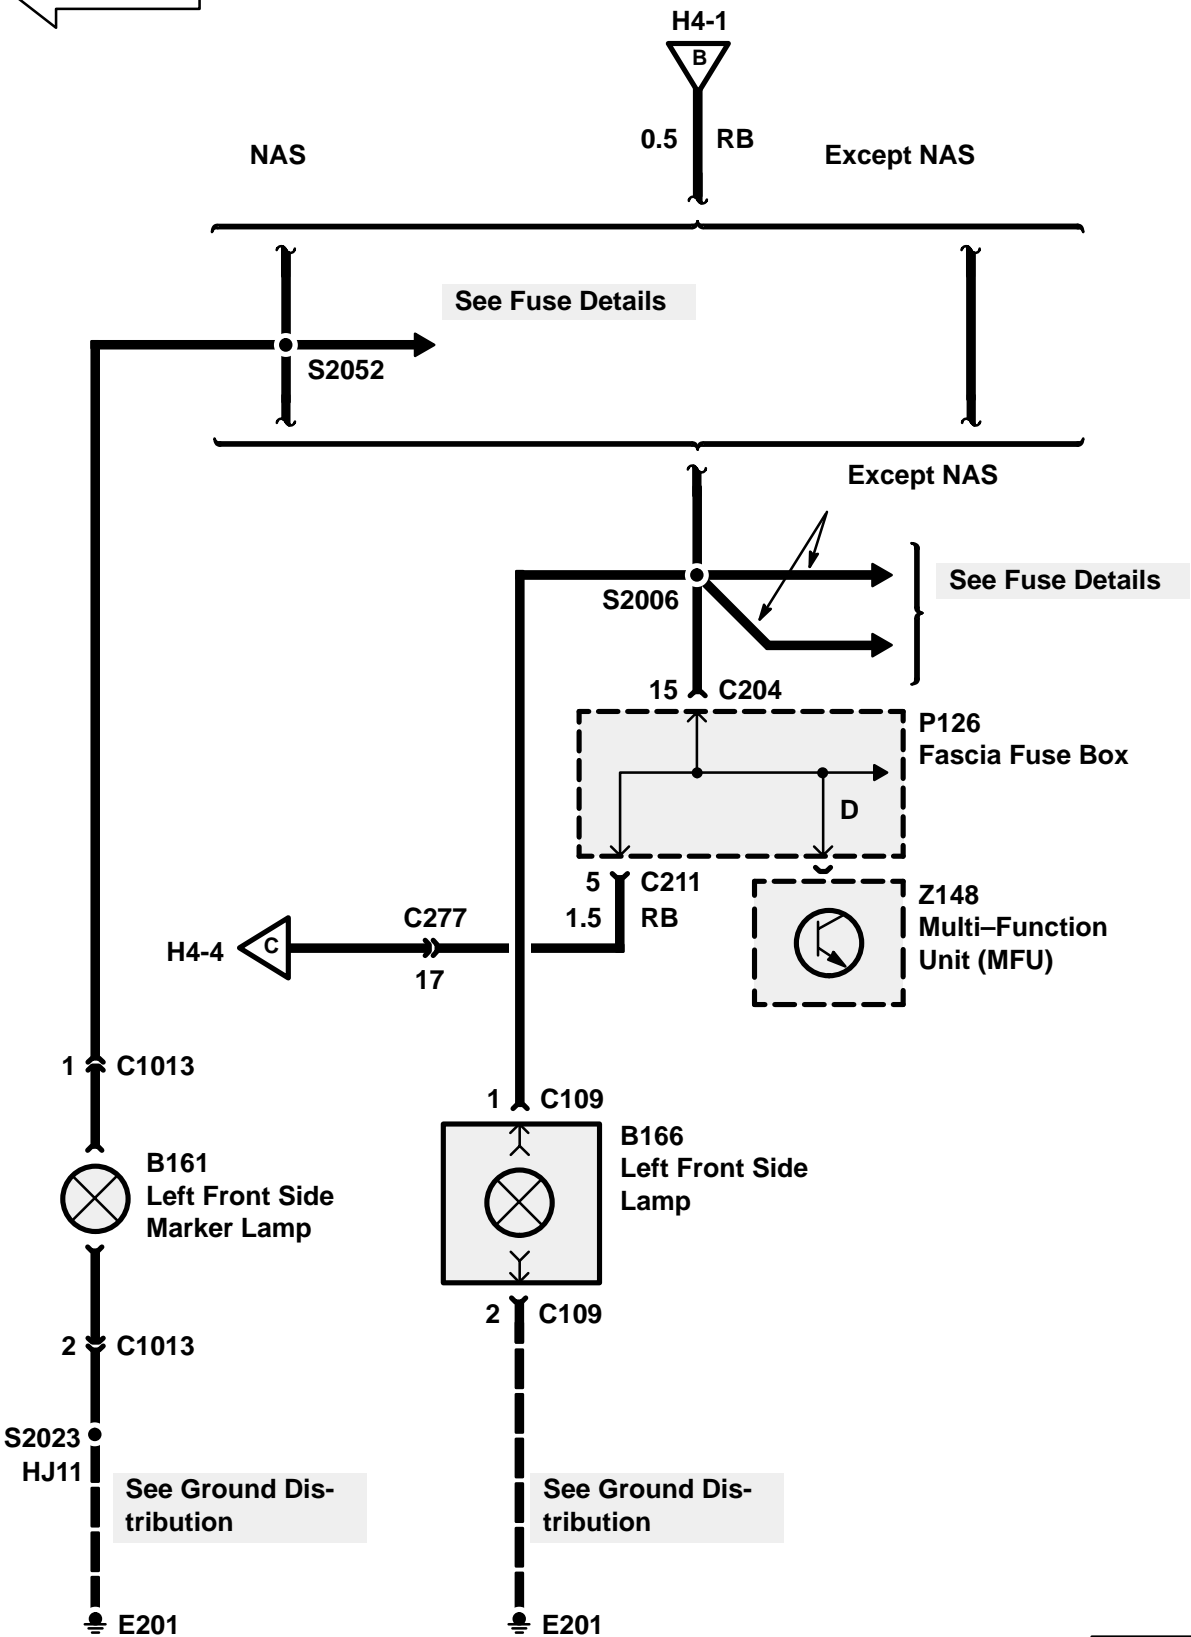 H4-1
B
0.5 RB
NAS Except NAS
See Fuse Details
S2052
Except NAS
See Fuse Details
S2006
15 C204
P126
Fascia Fuse Box
D
5 C211
1.5 RB
Z148
Multi–Function
Unit (MFU)
C277
H4-4 C
17
1 C1013
1 C109
B166
Left Front Side
Lamp
B161
Left Front Side
Marker Lamp
2 C109
2 C1013
S2023
HJ11
See Ground Dis-
tribution
See Ground Dis-
tribution
E201
E201